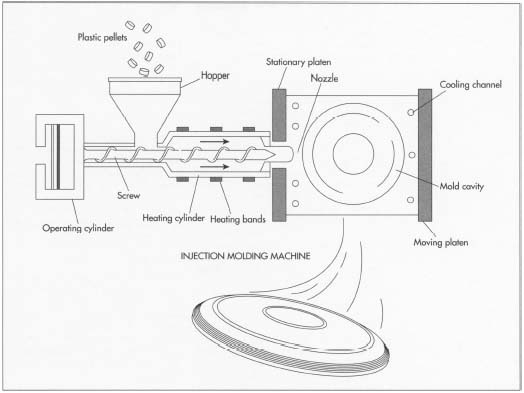 Plastic pellets
Hopper
Stationary platen
Nozzle
Cooling channel
Screw
Heating cylinder
Heating bands
Mold cavity
Operating cylinder
Moving platen
INJECTION MOLDING MACHINE